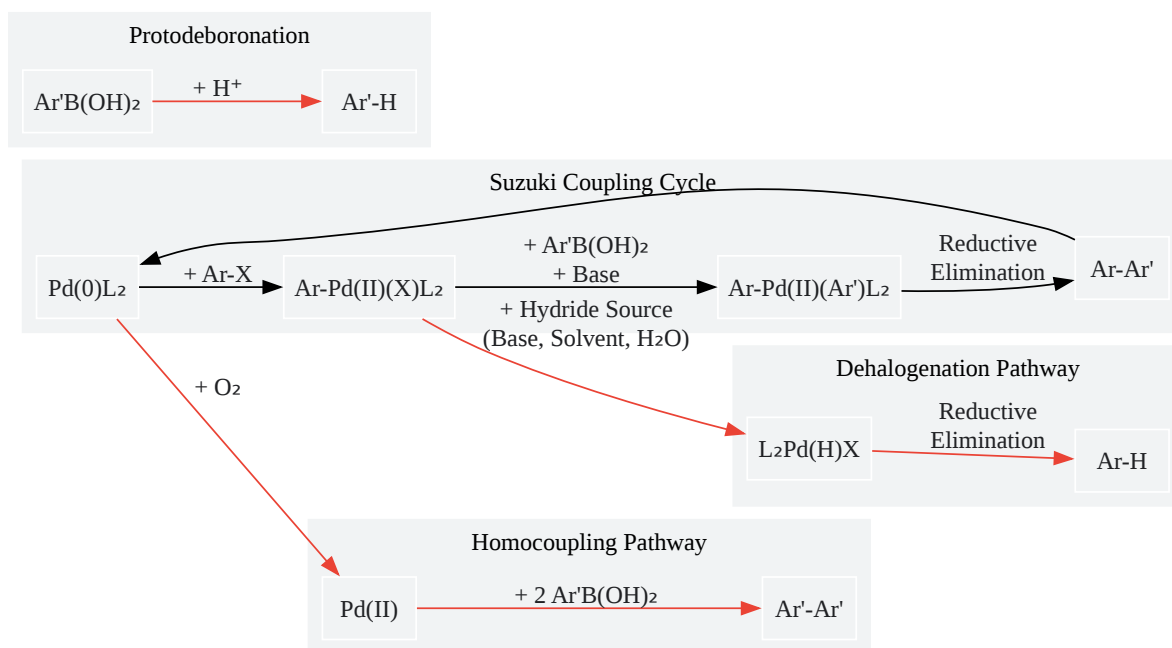 Protodeboronation
Ar'B(OH)₂
+ H⁺
Ar'-H
Suzuki Coupling Cycle
Pd(0)L₂
+ Ar-X
Ar-Pd(II)(X)L₂
+ Ar'B(OH)₂
+ Base
Ar-Pd(II)(Ar')L₂
Reductive
Elimination
Ar-Ar'
+ Hydride Source
(Base, Solvent, H₂O)
+ O₂
Dehalogenation Pathway
L₂Pd(H)X
Reductive
Elimination
Ar-H
Homocoupling Pathway
Pd(II)
+ 2 Ar'B(OH)₂
Ar'-Ar'